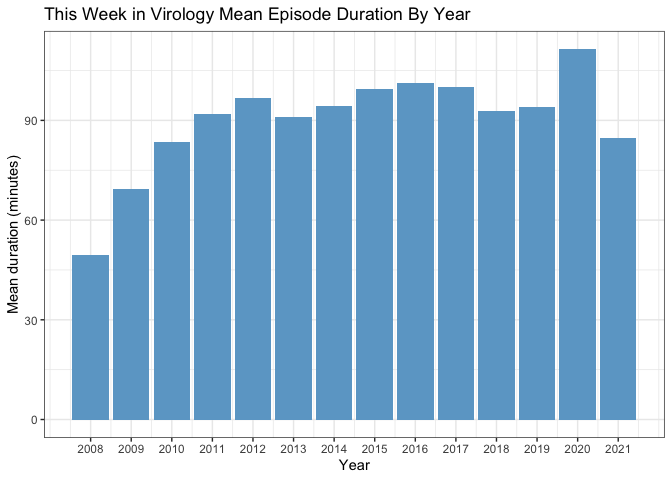 This Week in Virology Mean Episode Duration By Year
Mean duration (minutes)
90
60
30
0
2008 2009 2010 2011 2012 2013 2014 2015 2016 2017 2018 2019 2020 2021
Year